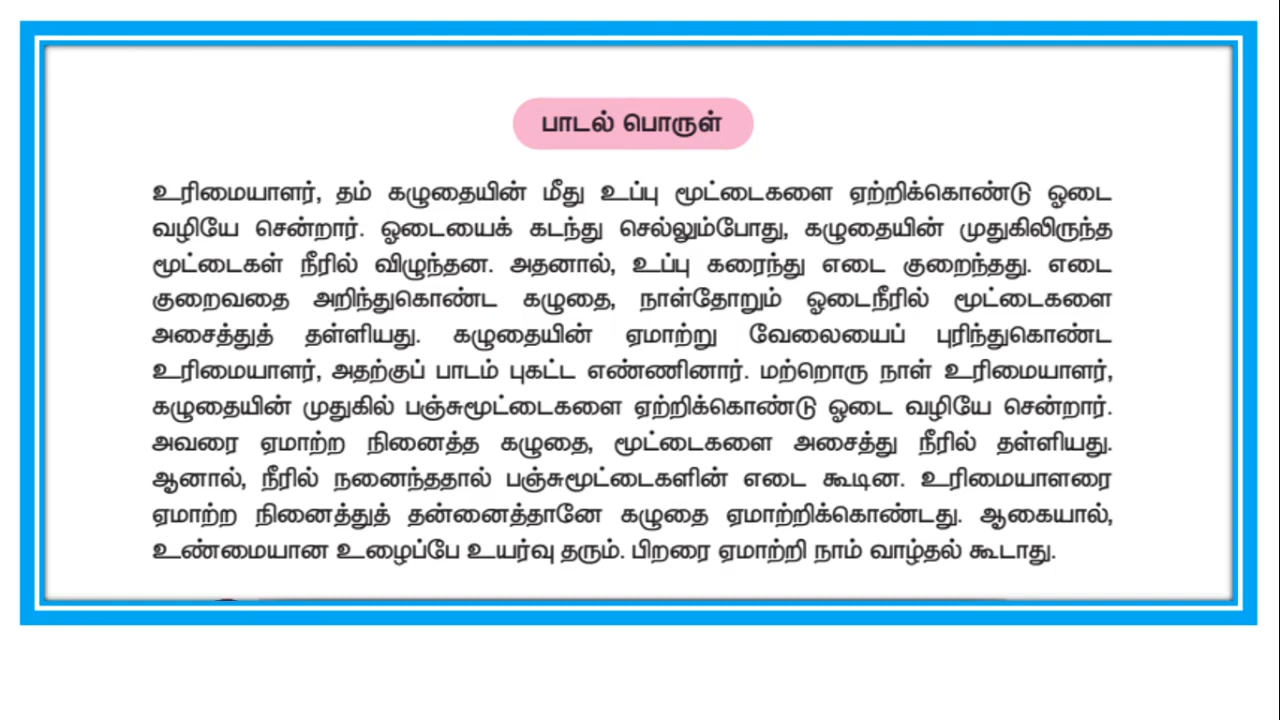 பாடல் பொருள்
உரிமையாளர், தம் கழுதையின் மீது உப்பு மூட்டைகளை ஏற்றிக்கொண்டு ஓடை
வழியே சென்றார். ஓடையைக் கடந்து செல்லும்போது, கழுதையின் முதுகிலிருந்த
மூட்டைகள் நீரில் விழுந்தன. அதனால், உப்பு கரைந்து எடை குறைந்தது. எடை
குறைவதை அறிந்துகொண்ட கழுதை, நாள்தோறும் ஓடைநீரில் மூட்டைகளை
அசைத்துத் தள்ளியது. கழுதையின் ஏமாற்று வேலையைப் புரிந்துகொண்ட
உரிமையாளர், அதற்குப் பாடம் புகட்ட எண்ணினார். மற்றொரு நாள் உரிமையாளர்,
கழுதையின் முதுகில் பஞ்சுமூட்டைகளை ஏற்றிக்கொண்டு ஓடை வழியே சென்றார்.
அவரை ஏமாற்ற நினைத்த கழுதை, மூட்டைகளை அசைத்து நீரில் தள்ளியது.
ஆனால், நீரில் நனைந்ததால் பஞ்சுமூட்டைகளின் எடை கூடின. உரிமையாளரை
ஏமாற்ற நினைத்துத் தன்னைத்தானே கழுதை ஏமாற்றிக்கொண்டது. ஆகையால்,
உண்மையான உழைப்பே உயர்வு தரும். பிறரை ஏமாற்றி நாம் வாழ்தல் கூடாது.